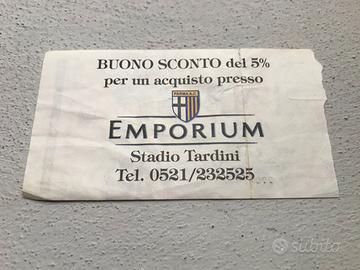 BUONO SCONTO del 5%
per un acquisto presso
PARMA A.C.
EMPORIUM
Stadio Tardini
Tel. 0521/232525
subito